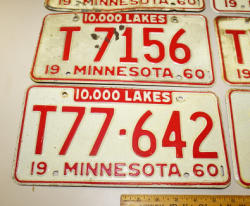 19 MINNESOTA 60
10,000 LAKES
T 7156
19 MINNESOTA 60
10,000 LAKES
T77-642
19 MINNESOTA 60